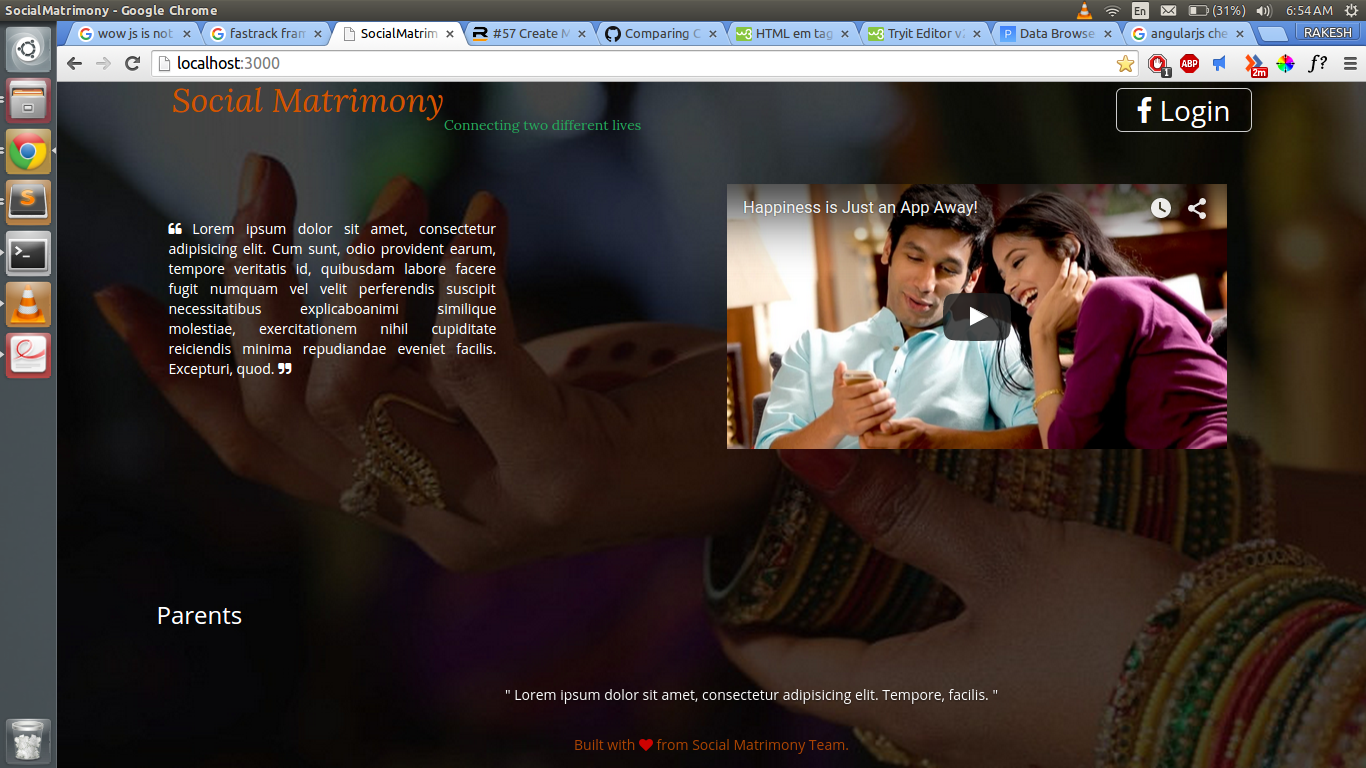 SocialMatrimony - Google Chrome
En
(31%)
6:54 AM
wow js is not
fastrack fram
SocialMatrim
#57 Create M
Comparing C
HTML em tag
Tryit Editor v
Data Browse
angularjs che
RAKESH
localhost:3000
1
ABP
2m
f?
Social Matrimony
Connecting two different lives
f Login
Happiness is Just an App Away!
❝ Lorem ipsum dolor sit amet, consectetur
adipisicing elit. Cum sunt, odio provident earum,
tempore veritatis id, quibusdam labore facere
fugit numquam vel velit perferendis suscipit
necessitatibus explicaboanimi similique
molestiae, exercitationem nihil cupiditate
reiciendis minima repudiandae eveniet facilis.
Excepturi, quod. ❞
Parents
" Lorem ipsum dolor sit amet, consectetur adipisicing elit. Tempore, facilis. "
Built with ♥ from Social Matrimony Team.